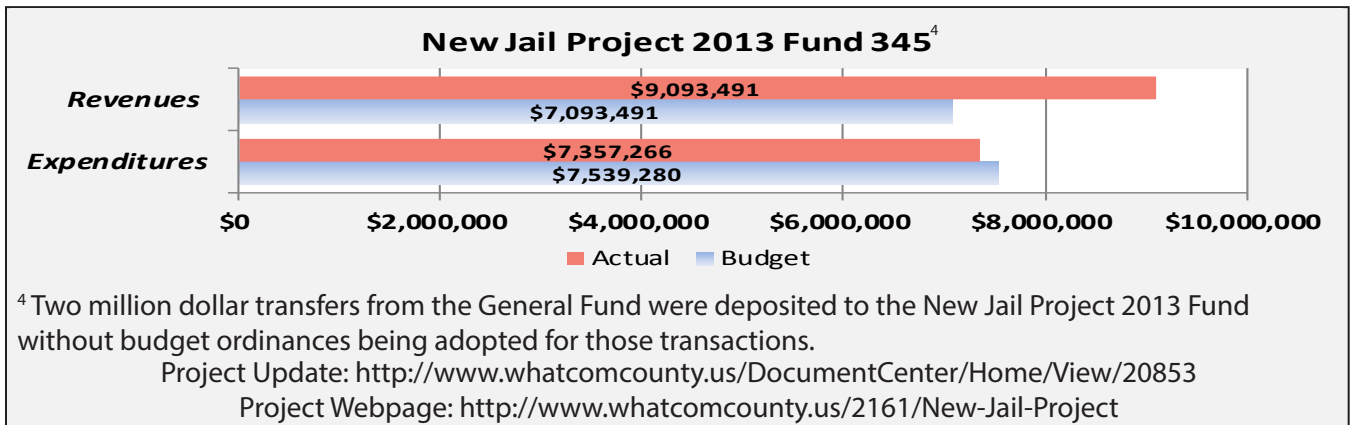 New Jail Project 2013 Fund 345⁴
Revenues
$9,093,491
$7,093,491
Expenditures
$7,357,266
$7,539,280
$0 $2,000,000 $4,000,000 $6,000,000 $8,000,000 $10,000,000
Actual Budget
⁴ Two million dollar transfers from the General Fund were deposited to the New Jail Project 2013 Fund
without budget ordinances being adopted for those transactions.
Project Update: http://www.whatcomcounty.us/DocumentCenter/Home/View/20853
Project Webpage: http://www.whatcomcounty.us/2161/New-Jail-Project